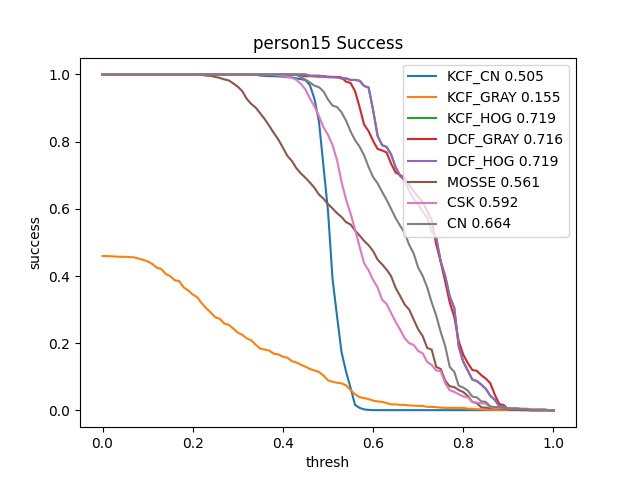 person15 Success
KCF_CN 0.505
KCF_GRAY 0.155
KCF_HOG 0.719
DCF_GRAY 0.716
DCF_HOG 0.719
MOSSE 0.561
CSK 0.592
CN 0.664
1.0
0.8
0.6
0.4
0.2
0.0
success
0.0 0.2 0.4 0.6 0.8 1.0
thresh